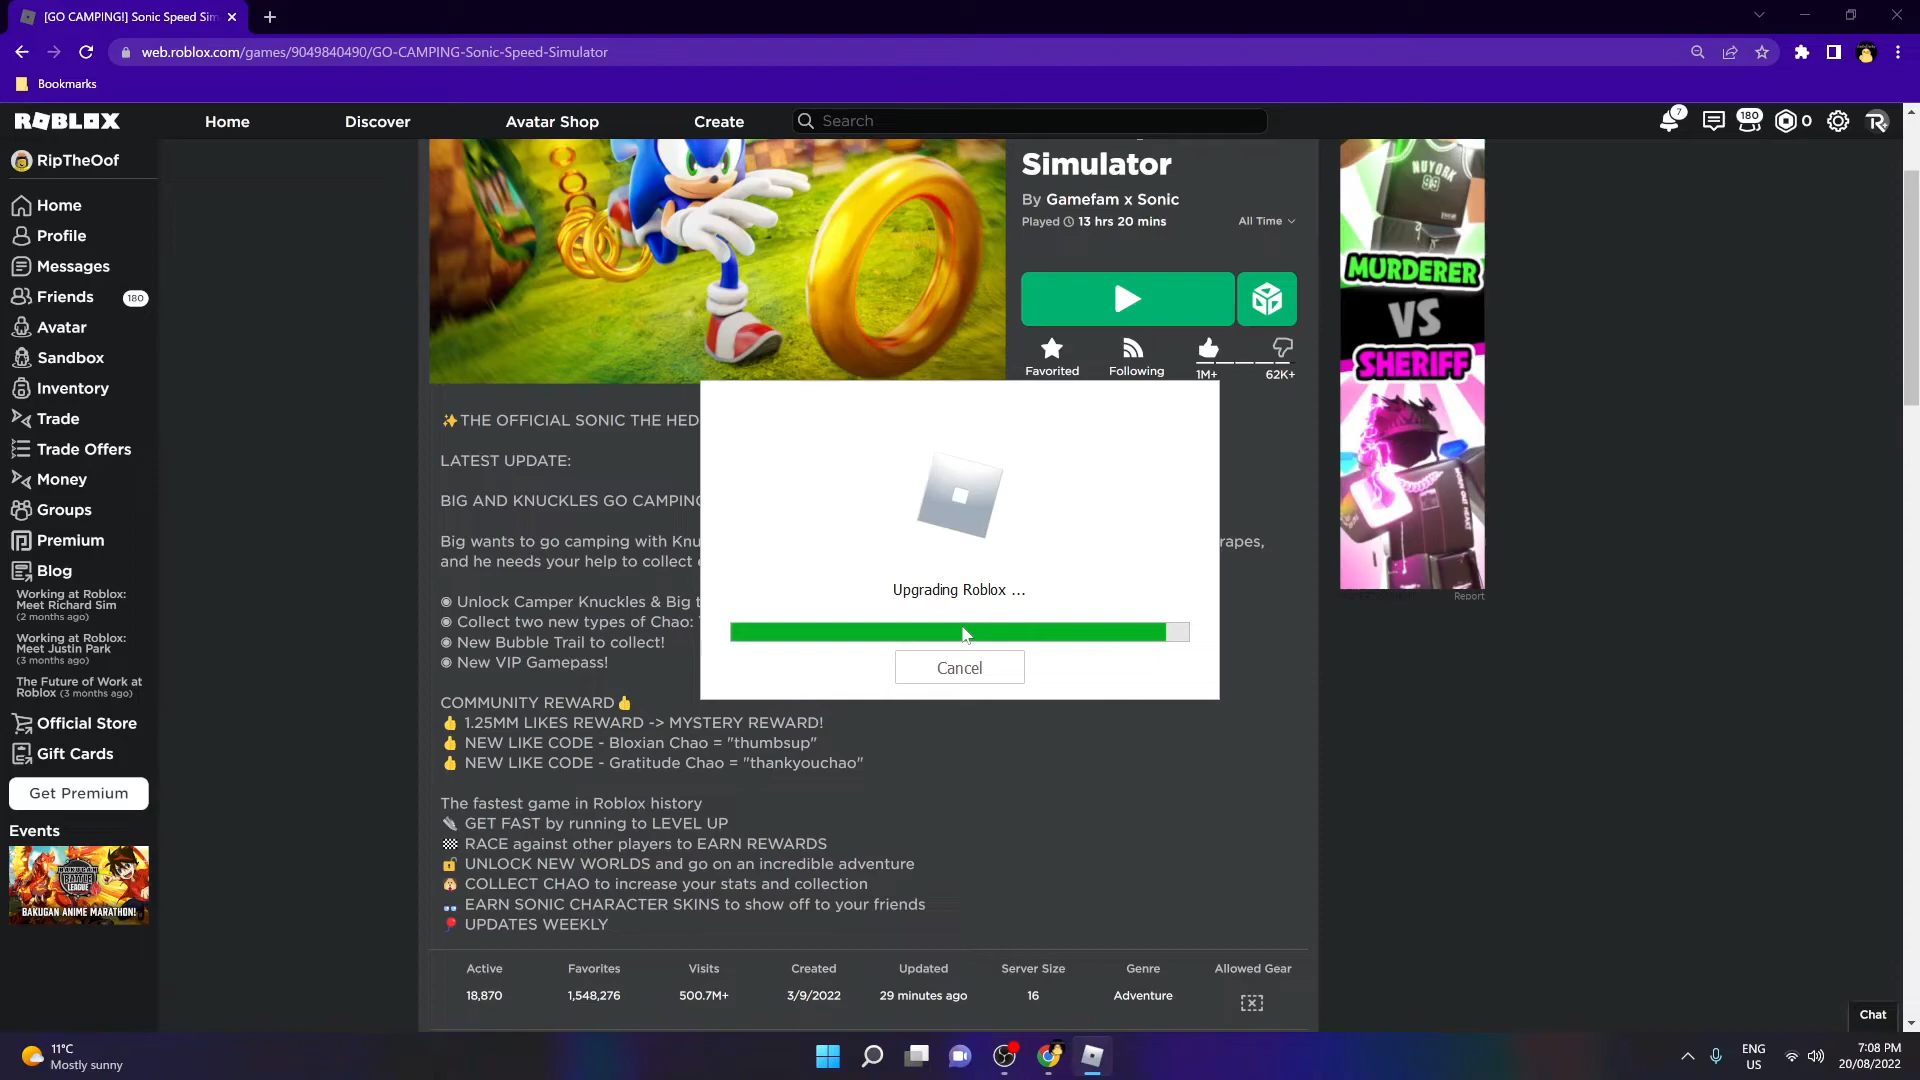 [GO CAMPING!] Sonic Speed Sim
web.roblox.com/games/9049840490/GO-CAMPING-Sonic-Speed-Simulator
Bookmarks
ROBLOX
Home
Discover
Avatar Shop
Create
Search
7
180
0
RipTheOof
Home
Profile
Messages
Friends
180
Avatar
Sandbox
Inventory
Trade
Trade Offers
Money
Groups
Premium
Blog
Working at Roblox:
Meet Richard Sim
(2 months ago)
Working at Roblox:
Meet Justin Park
(3 months ago)
The Future of Work at
Roblox (3 months ago)
Official Store
Gift Cards
Get Premium
Events
BAKUGAN
BATTLE
LEAGUE
BAKUGAN ANIME MARATHON!
Simulator
By Gamefam x Sonic
Played 13 hrs 20 mins
All Time
Favorited
Following
1M+
62K+
✨THE OFFICIAL SONIC THE HED
LATEST UPDATE:
BIG AND KNUCKLES GO CAMPING
Big wants to go camping with Knu
rapes,
and he needs your help to collect
◉ Unlock Camper Knuckles & Big t
◉ Collect two new types of Chao:
◉ New Bubble Trail to collect!
◉ New VIP Gamepass!
COMMUNITY REWARD👍
👍 1.25MM LIKES REWARD -> MYSTERY REWARD!
👍 NEW LIKE CODE - Bloxian Chao = "thumbsup"
👍 NEW LIKE CODE - Gratitude Chao = "thankyouchao"
The fastest game in Roblox history
GET FAST by running to LEVEL UP
🏁 RACE against other players to EARN REWARDS
🔓 UNLOCK NEW WORLDS and go on an incredible adventure
COLLECT CHAO to increase your stats and collection
EARN SONIC CHARACTER SKINS to show off to your friends
🎈 UPDATES WEEKLY
Active
Favorites
Visits
Created
Updated
Server Size
Genre
Allowed Gear
18,870
1,548,276
500.7M+
3/9/2022
29 minutes ago
16
Adventure
Upgrading Roblox ...
Cancel
NUYORK
99
MURDERER
VS
SHERIFF
Report
Chat
11°C
Mostly sunny
ENG
US
7:08 PM
20/08/2022